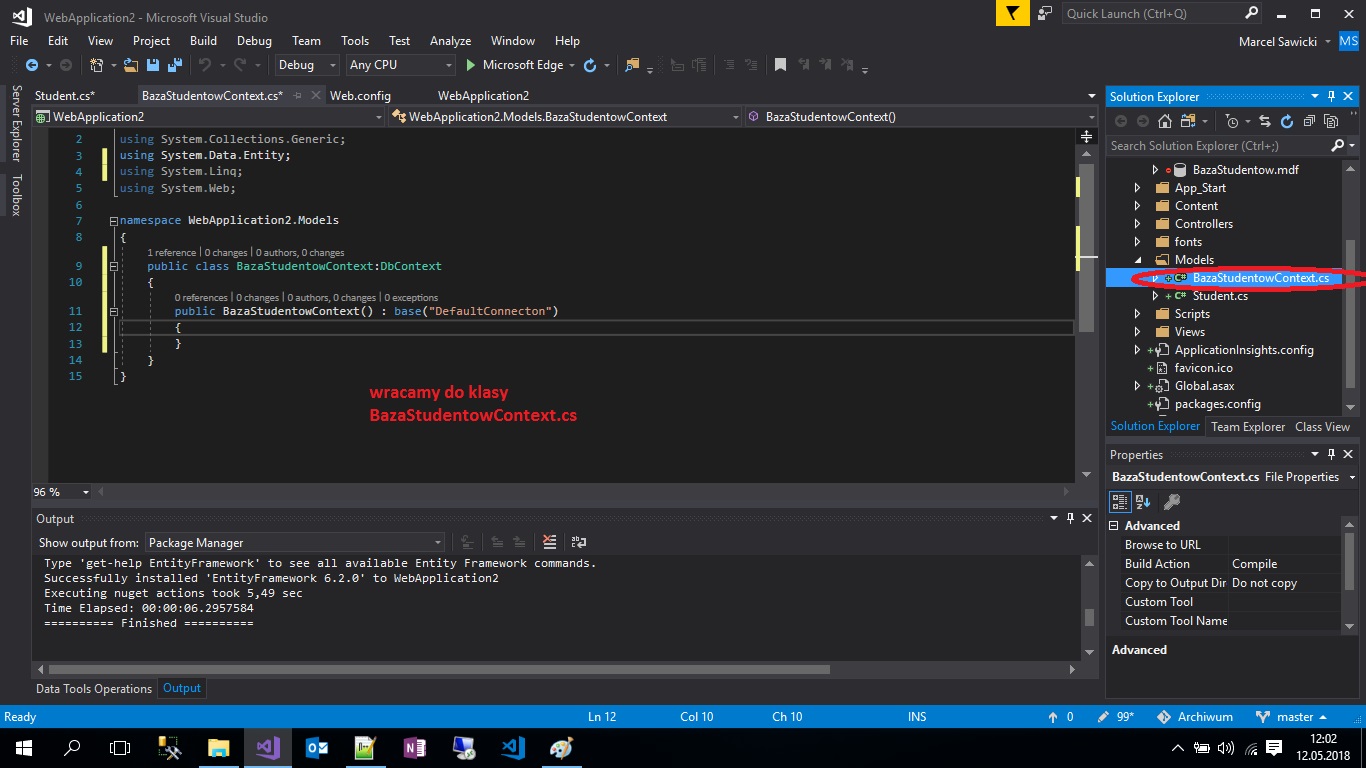 WebApplication2 - Microsoft Visual Studio
Quick Launch (Ctrl+Q)
File Edit View Project Build Debug Team Tools Test Analyze Window Help
Marcel Sawicki MS
Debug Any CPU Microsoft Edge
Server Explorer
Toolbox
Student.cs* BazaStudentowContext.cs* Web.config WebApplication2
WebApplication2 WebApplication2.Models.BazaStudentowContext BazaStudentowContext()
2 using System.Collections.Generic;
3 using System.Data.Entity;
4 using System.Linq;
5 using System.Web;
6
7 namespace WebApplication2.Models
8 {
1 reference | 0 changes | 0 authors, 0 changes
9 public class BazaStudentowContext:DbContext
10 {
0 references | 0 changes | 0 authors, 0 changes | 0 exceptions
11 public BazaStudentowContext() : base("DefaultConnecton")
12 {
13 }
14 }
15 }
wracamy do klasy
BazaStudentowContext.cs
96 %
Output
Show output from: Package Manager
Type 'get-help EntityFramework' to see all available Entity Framework commands.
Successfully installed 'EntityFramework 6.2.0' to WebApplication2
Executing nuget actions took 5,49 sec
Time Elapsed: 00:00:06.2957584
========== Finished ==========
Data Tools Operations Output
Solution Explorer
Search Solution Explorer (Ctrl+;)
BazaStudentow.mdf
App_Start
Content
Controllers
fonts
Models
C# BazaStudentowContext.cs
C# Student.cs
Scripts
Views
ApplicationInsights.config
favicon.ico
Global.asax
packages.config
Solution Explorer Team Explorer Class View
Properties
BazaStudentowContext.cs File Properties
Advanced
Browse to URL
Build Action Compile
Copy to Output Dir Do not copy
Custom Tool
Custom Tool Name
Advanced
Ready Ln 12 Col 10 Ch 10 INS 0 99* Archiwum master
12:02
12.05.2018